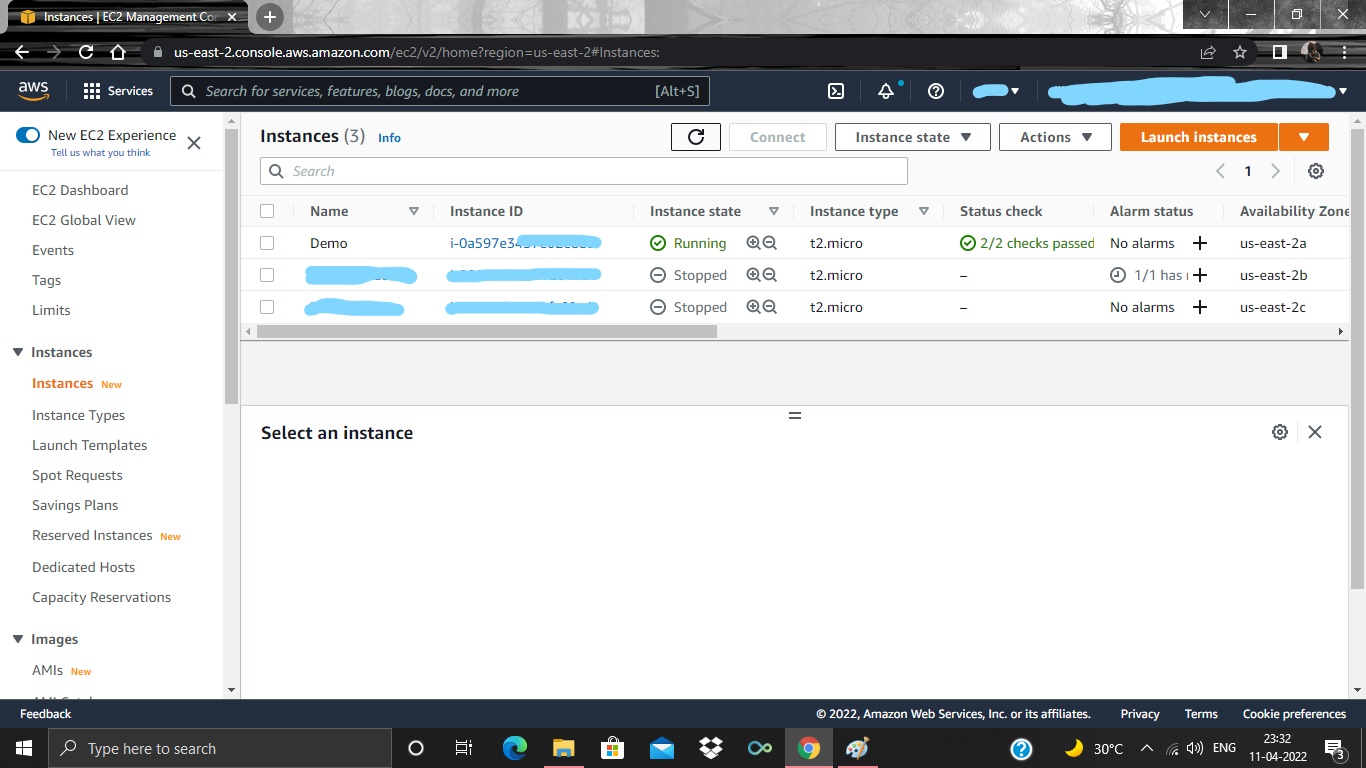 Instances | EC2 Management Co
us-east-2.console.aws.amazon.com/ec2/v2/home?region=us-east-2#Instances:
aws Services Search for services, features, blogs, docs, and more [Alt+S]
New EC2 Experience
Tell us what you think
EC2 Dashboard
EC2 Global View
Events
Tags
Limits
Instances
Instances New
Instance Types
Launch Templates
Spot Requests
Savings Plans
Reserved Instances New
Dedicated Hosts
Capacity Reservations
Images
AMIs New
Instances (3) Info Connect Instance state Actions Launch instances
Search
1
Name Instance ID Instance state Instance type Status check Alarm status Availability Zone
Demo i-0a597e34 Running t2.micro 2/2 checks passed No alarms + us-east-2a
Stopped t2.micro – 1/1 has + us-east-2b
Stopped t2.micro – No alarms + us-east-2c
Select an instance
Feedback © 2022, Amazon Web Services, Inc. or its affiliates. Privacy Terms Cookie preferences
Type here to search 30°C ENG 23:32
11-04-2022
3